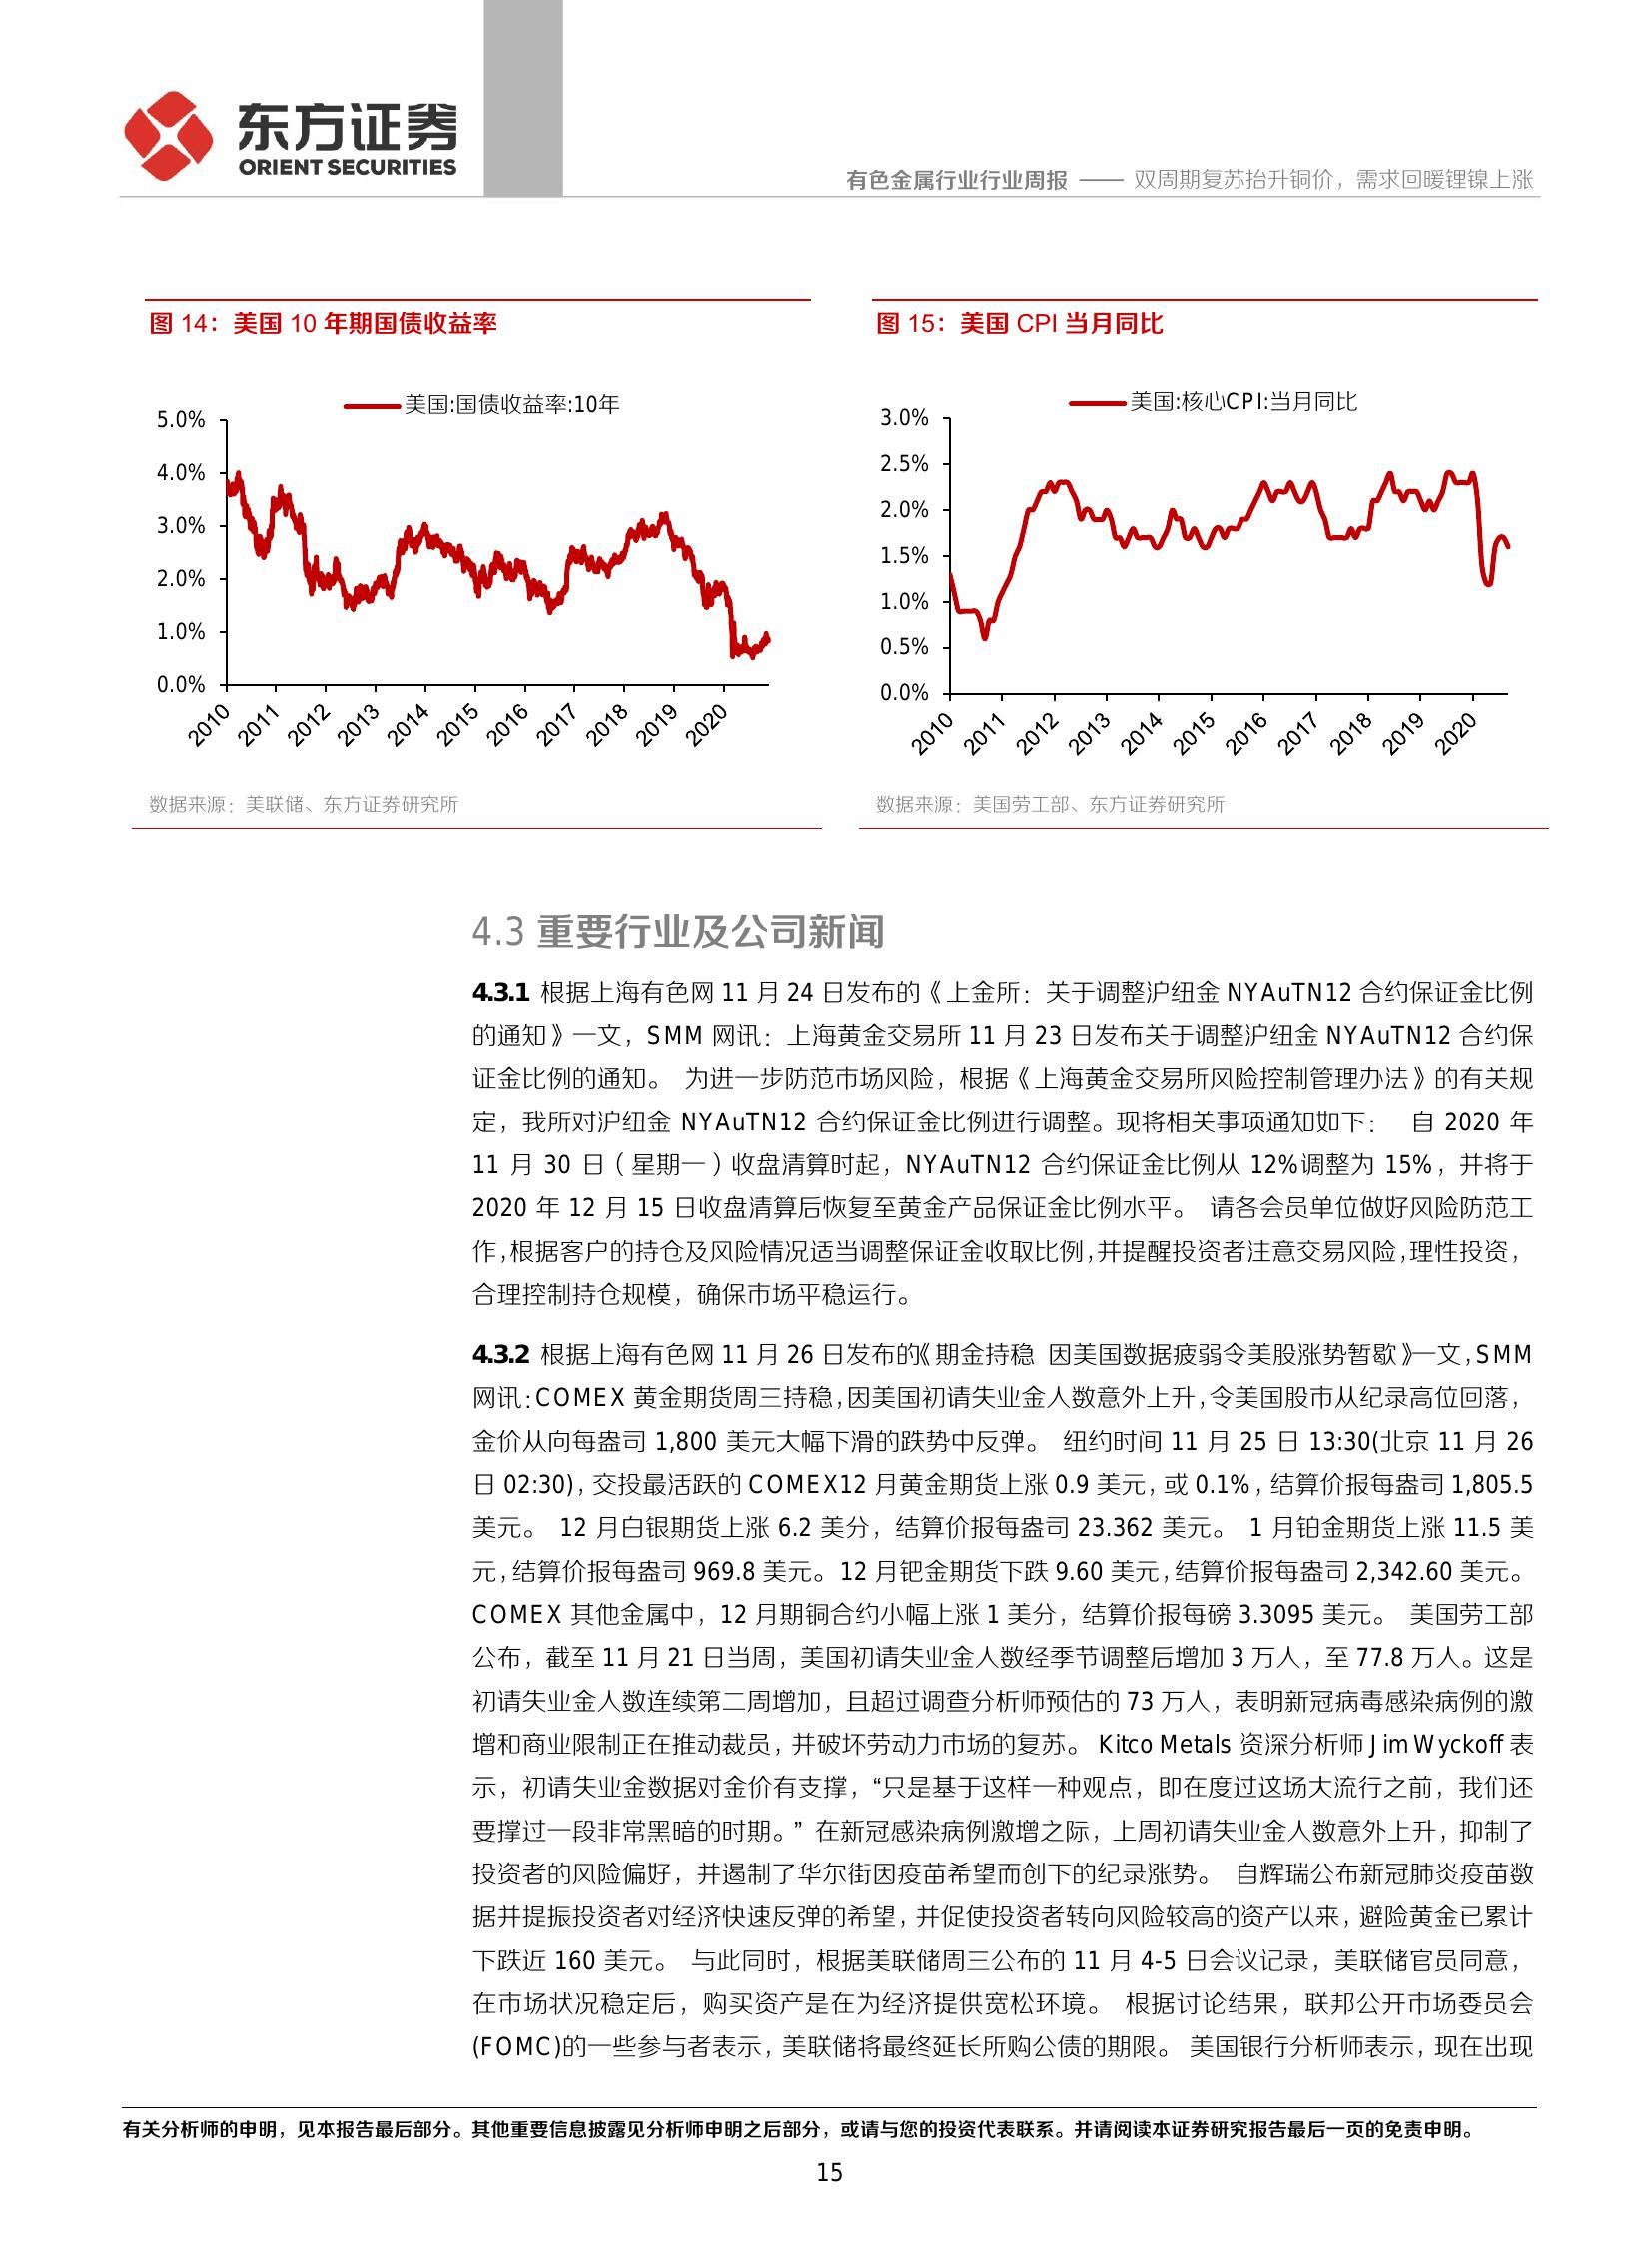 东方证券
ORIENT SECURITIES
有色金属行业行业周报 —— 双周期复苏抬升铜价，需求回暖锂镍上涨
图 14：美国 10 年期国债收益率
美国:国债收益率:10年
5.0%
4.0%
3.0%
2.0%
1.0%
0.0%
2010 2011 2012 2013 2014 2015 2016 2017 2018 2019 2020
数据来源：美联储、东方证券研究所
图 15：美国 CPI 当月同比
美国:核心CPI:当月同比
3.0%
2.5%
2.0%
1.5%
1.0%
0.5%
0.0%
2010 2011 2012 2013 2014 2015 2016 2017 2018 2019 2020
数据来源：美国劳工部、东方证券研究所
4.3 重要行业及公司新闻
4.3.1 根据上海有色网 11 月 24 日发布的《上金所：关于调整沪纽金 NYAuTN12 合约保证金比例
的通知》一文，SMM 网讯：上海黄金交易所 11 月 23 日发布关于调整沪纽金 NYAuTN12 合约保
证金比例的通知。 为进一步防范市场风险，根据《上海黄金交易所风险控制管理办法》的有关规
定，我所对沪纽金 NYAuTN12 合约保证金比例进行调整。现将相关事项通知如下： 自 2020 年
11 月 30 日（星期一）收盘清算时起，NYAuTN12 合约保证金比例从 12%调整为 15%，并将于
2020 年 12 月 15 日收盘清算后恢复至黄金产品保证金比例水平。 请各会员单位做好风险防范工
作，根据客户的持仓及风险情况适当调整保证金收取比例，并提醒投资者注意交易风险，理性投资，
合理控制持仓规模，确保市场平稳运行。
4.3.2 根据上海有色网 11 月 26 日发布的《期金持稳 因美国数据疲弱令美股涨势暂歇》一文，SMM
网讯：COMEX 黄金期货周三持稳，因美国初请失业金人数意外上升，令美国股市从纪录高位回落，
金价从向每盎司 1,800 美元大幅下滑的跌势中反弹。 纽约时间 11 月 25 日 13:30(北京 11 月 26
日 02:30)，交投最活跃的 COMEX12 月黄金期货上涨 0.9 美元，或 0.1%，结算价报每盎司 1,805.5
美元。 12 月白银期货上涨 6.2 美分，结算价报每盎司 23.362 美元。 1 月铂金期货上涨 11.5 美
元，结算价报每盎司 969.8 美元。12 月钯金期货下跌 9.60 美元，结算价报每盎司 2,342.60 美元。
COMEX 其他金属中，12 月期铜合约小幅上涨 1 美分，结算价报每磅 3.3095 美元。 美国劳工部
公布，截至 11 月 21 日当周，美国初请失业金人数经季节调整后增加 3 万人，至 77.8 万人。这是
初请失业金人数连续第二周增加，且超过调查分析师预估的 73 万人，表明新冠病毒感染病例的激
增和商业限制正在推动裁员，并破坏劳动力市场的复苏。 Kitco Metals 资深分析师 Jim Wyckoff 表
示，初请失业金数据对金价有支撑，“只是基于这样一种观点，即在度过这场大流行之前，我们还
要撑过一段非常黑暗的时期。” 在新冠感染病例激增之际，上周初请失业金人数意外上升，抑制了
投资者的风险偏好，并遏制了华尔街因疫苗希望而创下的纪录涨势。 自辉瑞公布新冠肺炎疫苗数
据并提振投资者对经济快速反弹的希望，并促使投资者转向风险较高的资产以来，避险黄金已累计
下跌近 160 美元。 与此同时，根据美联储周三公布的 11 月 4-5 日会议记录，美联储官员同意，
在市场状况稳定后，购买资产是在为经济提供宽松环境。 根据讨论结果，联邦公开市场委员会
(FOMC)的一些参与者表示，美联储将最终延长所购公债的期限。 美国银行分析师表示，现在出现
有关分析师的申明，见本报告最后部分。其他重要信息披露见分析师申明之后部分，或请与您的投资代表联系。并请阅读本证券研究报告最后一页的免责申明。
15